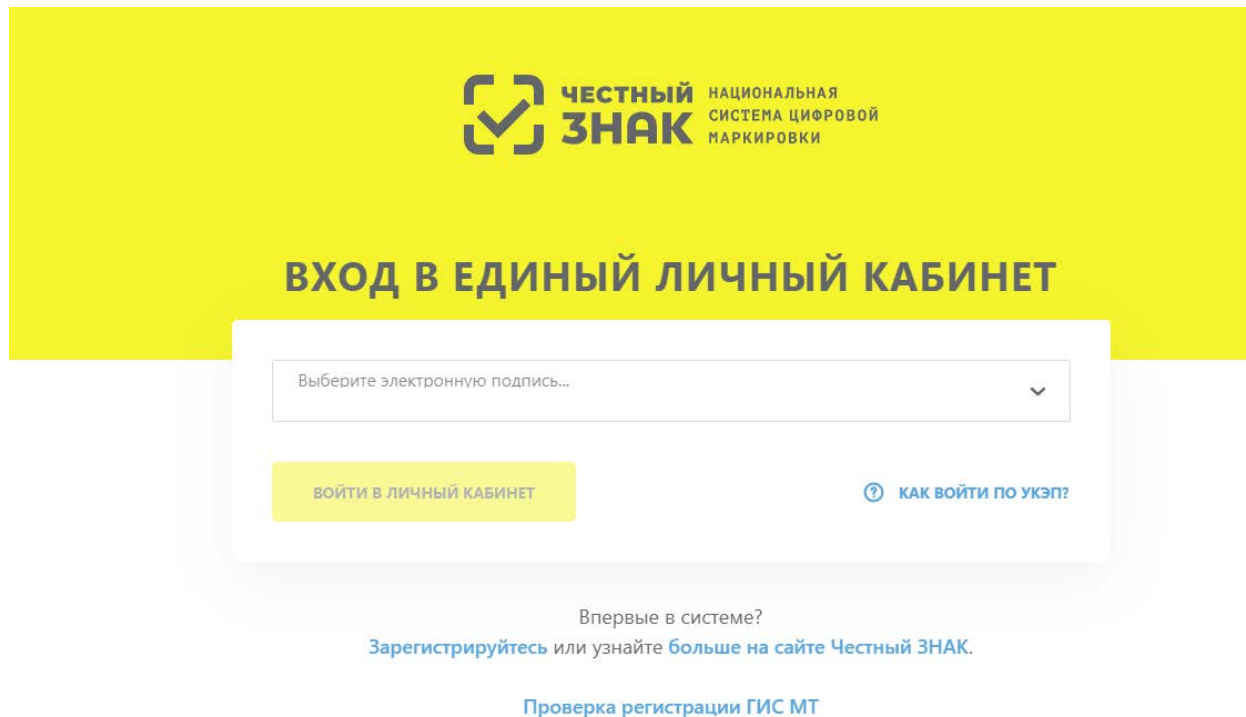 ЧЕСТНЫЙ
ЗНАК
НАЦИОНАЛЬНАЯ
СИСТЕМА ЦИФРОВОЙ
МАРКИРОВКИ
ВХОД В ЕДИНЫЙ ЛИЧНЫЙ КАБИНЕТ
Выберите электронную подпись...
ВОЙТИ В ЛИЧНЫЙ КАБИНЕТ
? КАК ВОЙТИ ПО УКЭП?
Впервые в системе?
Зарегистрируйтесь или узнайте больше на сайте Честный ЗНАК.
Проверка регистрации ГИС МТ